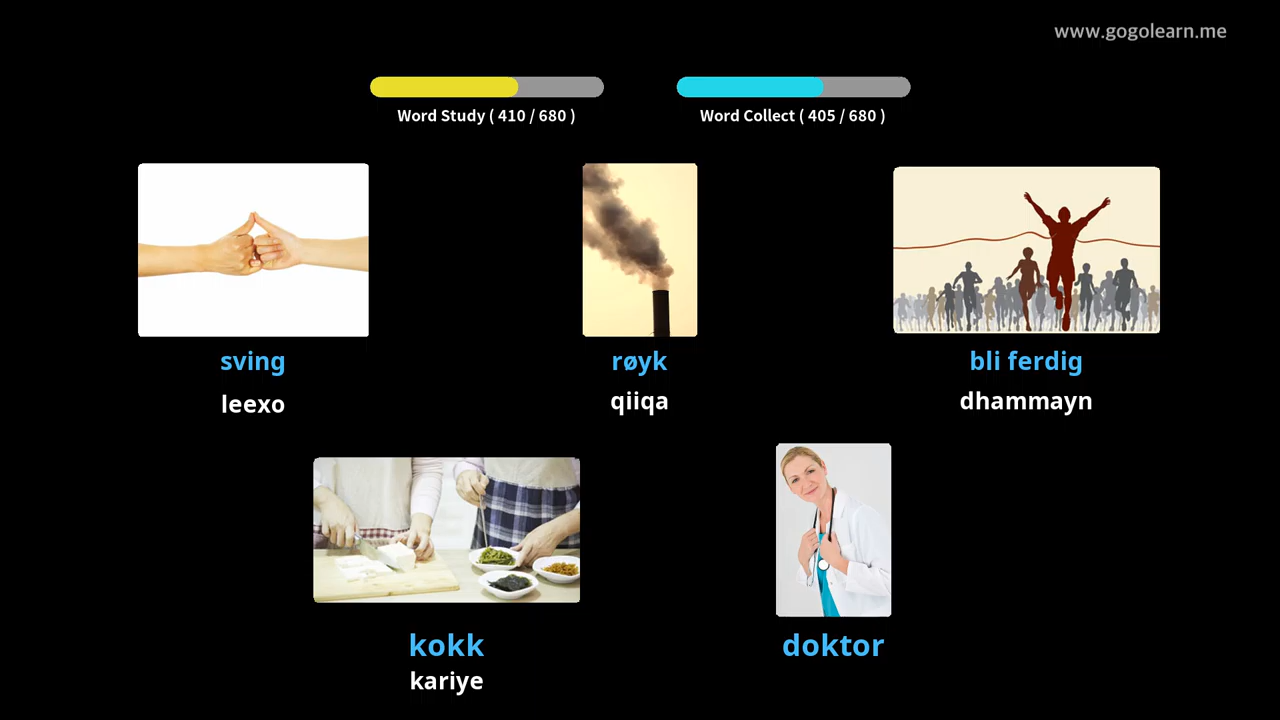 www.gogolearn.me
Word Study ( 410 / 680 )
Word Collect ( 405 / 680 )
sving
leexo
røyk
qiiqa
bli ferdig
dhammayn
kokk
kariye
doktor